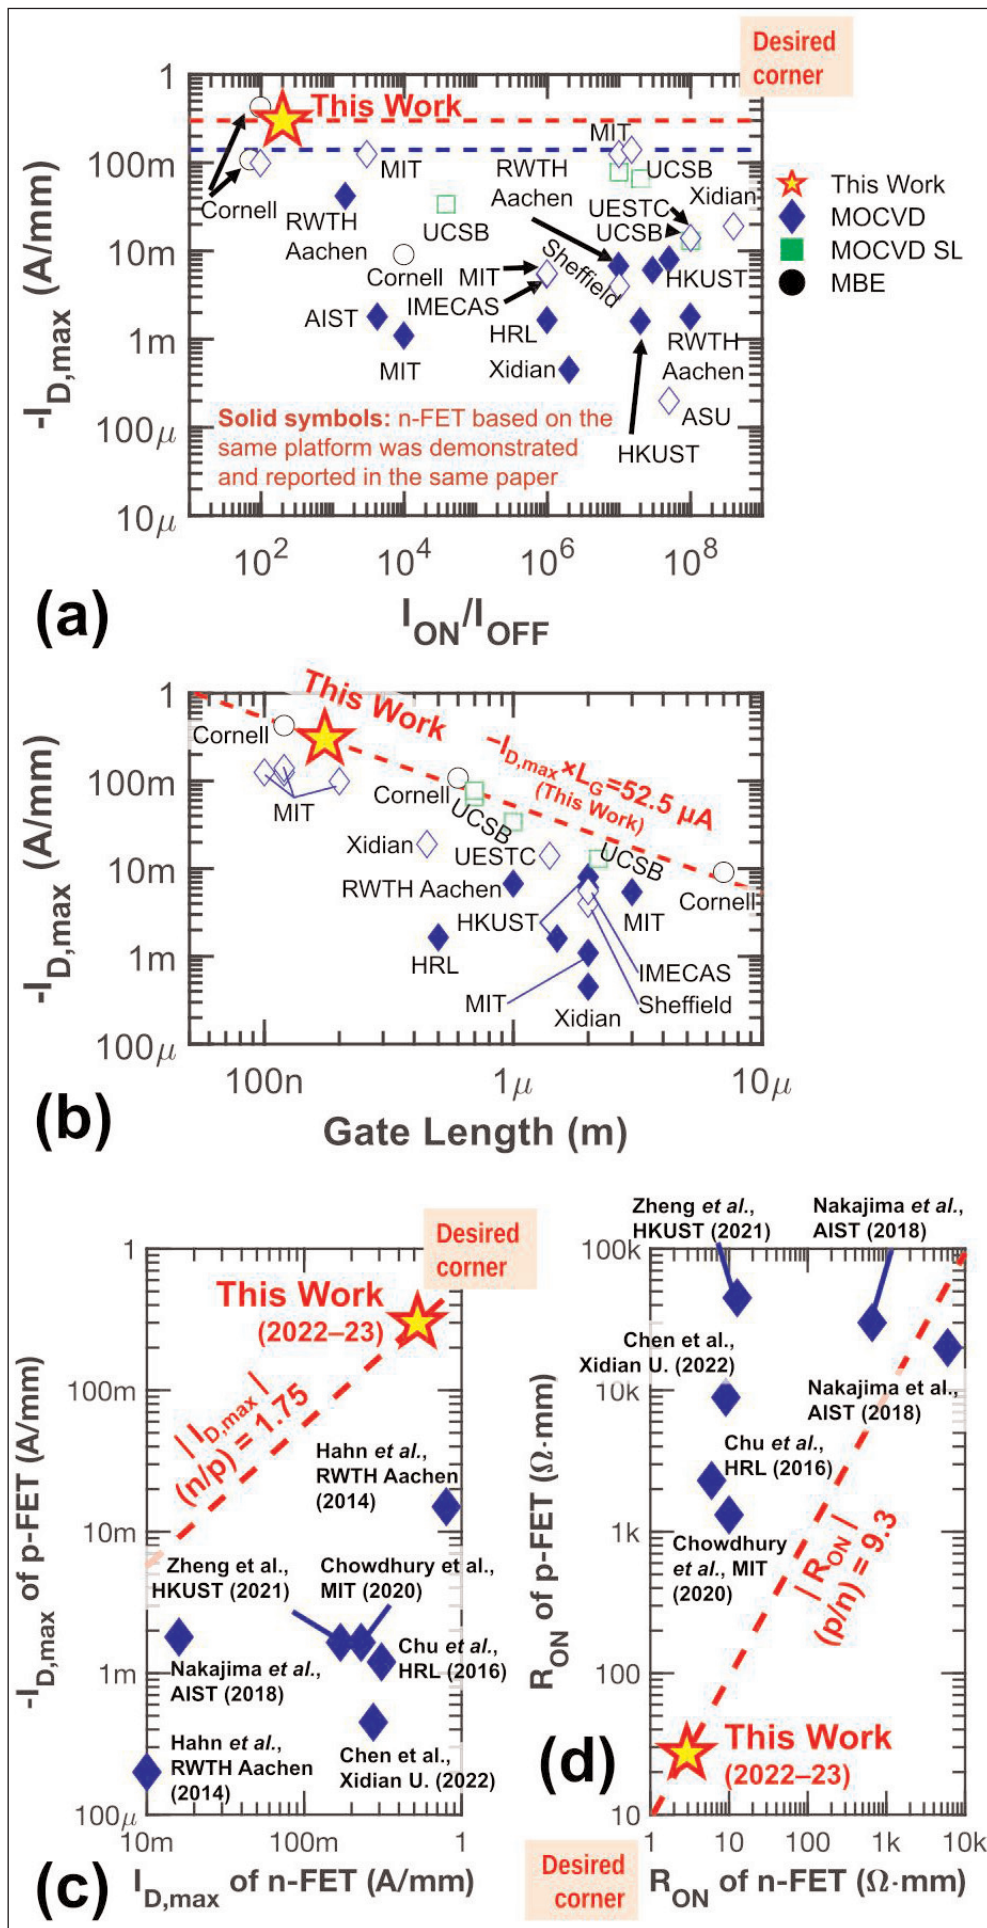 Desired
corner
1
100m
10m
1m
100µ
10µ
-I_D,max (A/mm)
This Work
MIT
Cornell
RWTH
Aachen
MIT
RWTH
Aachen
UCSB
Cornell
MIT
IMECAS
Sheffield
UCSB
Xidian
UESTC
UCSB
HKUST
AIST
MIT
HRL
Xidian
RWTH
Aachen
ASU
HKUST
Solid symbols: n-FET based on the
same platform was demonstrated
and reported in the same paper
This Work
MOCVD
MOCVD SL
MBE
10²
10⁴
10⁶
10⁸
I_ON/I_OFF
(a)
1
100m
10m
1m
100µ
-I_D,max (A/mm)
This Work
Cornell
MIT
Cornell
–I_D,max×L_G=52.5 µA
(This Work)
UCSB
Xidian
UESTC
UCSB
RWTH Aachen
Cornell
HKUST
MIT
HRL
IMECAS
MIT
Sheffield
Xidian
100n
1µ
10µ
Gate Length (m)
(b)
Desired
corner
1
100m
10m
1m
100µ
-I_D,max of p-FET (A/mm)
This Work
(2022–23)
| I_D,max |
(n/p) = 1.75
Hahn et al.,
RWTH Aachen
(2014)
Zheng et al.,
HKUST (2021)
Chowdhury et al.,
MIT (2020)
Nakajima et al.,
AIST (2018)
Chu et al.,
HRL (2016)
Hahn et al.,
RWTH Aachen
(2014)
Chen et al.,
Xidian U. (2022)
10m
100m
1
I_D,max of n-FET (A/mm)
(c)
Zheng et al.,
HKUST (2021)
Nakajima et al.,
AIST (2018)
100k
10k
1k
100
10
R_ON of p-FET (Ω·mm)
Chen et al.,
Xidian U. (2022)
Nakajima et al.,
AIST (2018)
Chu et al.,
HRL (2016)
Chowdhury
et al., MIT
(2020)
| R_ON |
(p/n) = 9.3
This Work
(2022–23)
(d)
1
10
100
1k
10k
R_ON of n-FET (Ω·mm)
Desired
corner